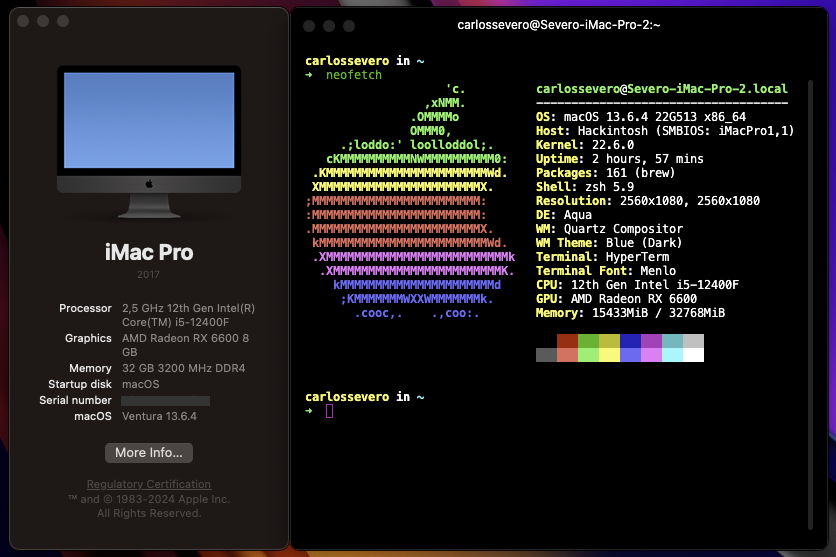 iMac Pro
2017
Processor 2,5 GHz 12th Gen Intel(R)
Core(TM) i5-12400F
Graphics AMD Radeon RX 6600 8
GB
Memory 32 GB 3200 MHz DDR4
Startup disk macOS
Serial number
macOS Ventura 13.6.4
More Info...
Regulatory Certification
™ and © 1983-2024 Apple Inc.
All Rights Reserved.
carlossevero@Severo-iMac-Pro-2:~
carlossevero in ~
➜ neofetch
'c.
,xNMM.
.OMMMMo
OMMM0,
.;loddo:' loolloddol;.
cKMMMMMMMMMMNWMMMMMMMMMM0:
.KMMMMMMMMMMMMMMMMMMMMMMMWd.
XMMMMMMMMMMMMMMMMMMMMMMMX.
;MMMMMMMMMMMMMMMMMMMMMMMM:
:MMMMMMMMMMMMMMMMMMMMMMMM:
.MMMMMMMMMMMMMMMMMMMMMMMMX.
kMMMMMMMMMMMMMMMMMMMMMMMMWd.
.XMMMMMMMMMMMMMMMMMMMMMMMMMMk
.XMMMMMMMMMMMMMMMMMMMMMMMMK.
kMMMMMMMMMMMMMMMMMMMMMMd
;KMMMMMMMWXXWMMMMMMMk.
.cooc,. .,coo:.
carlossevero@Severo-iMac-Pro-2.local
------------------------------------
OS: macOS 13.6.4 22G513 x86_64
Host: Hackintosh (SMBIOS: iMacPro1,1)
Kernel: 22.6.0
Uptime: 2 hours, 57 mins
Packages: 161 (brew)
Shell: zsh 5.9
Resolution: 2560x1080, 2560x1080
DE: Aqua
WM: Quartz Compositor
WM Theme: Blue (Dark)
Terminal: HyperTerm
Terminal Font: Menlo
CPU: 12th Gen Intel i5-12400F
GPU: AMD Radeon RX 6600
Memory: 15433MiB / 32768MiB
carlossevero in ~
➜